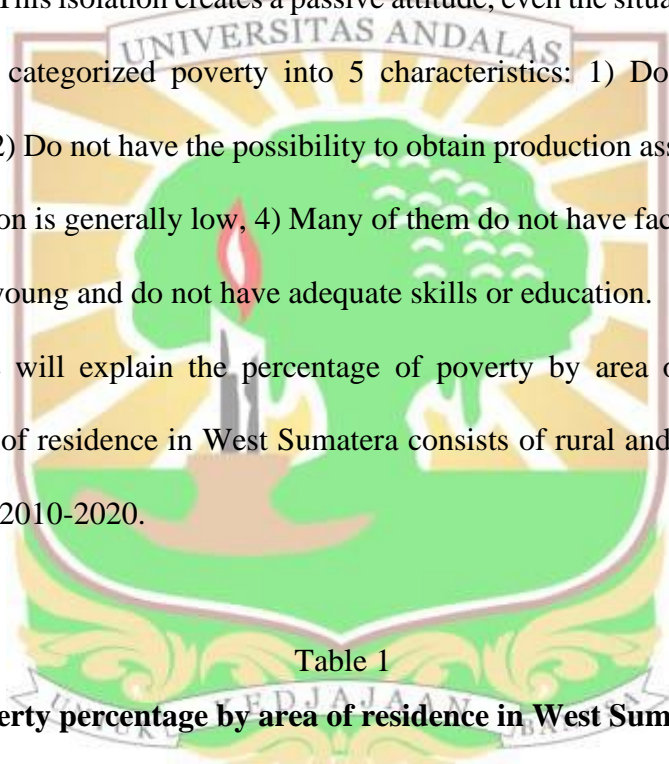 This isolation creates a passive attitude, even the situa
UNIVERSITAS ANDALAS
categorized poverty into 5 characteristics: 1) Do
2) Do not have the possibility to obtain production ass
on is generally low, 4) Many of them do not have fac
young and do not have adequate skills or education.
will explain the percentage of poverty by area o
of residence in West Sumatera consists of rural and
2010-2020.
Table 1
UNTUK KEDJAJAAN BANGSA
erty percentage by area of residence in West Sum